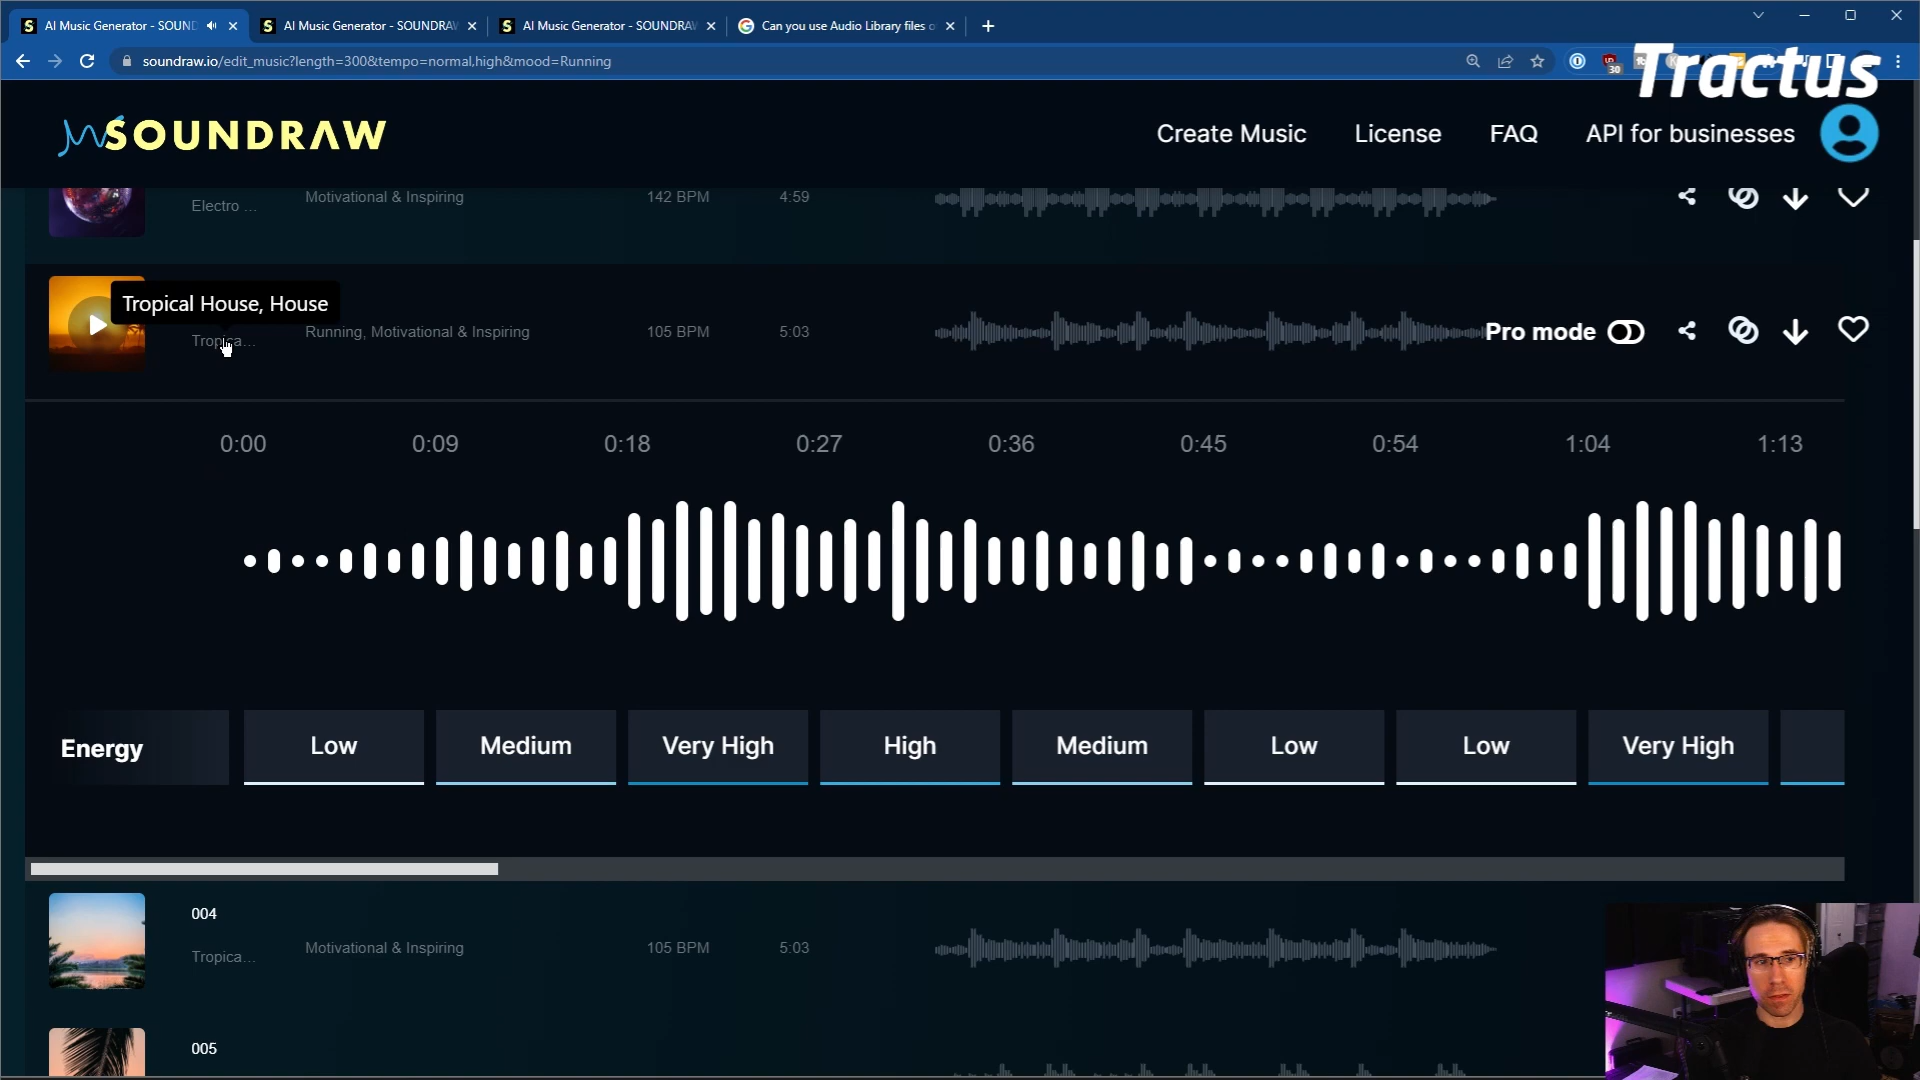 AI Music Generator - SOUND
AI Music Generator - SOUNDRAW
AI Music Generator - SOUNDRAW
Can you use Audio Library files o
soundraw.io/edit_music?length=300&tempo=normal,high&mood=Running
30
Tractus
SOUNDRAW
Create Music
License
FAQ
API for businesses
Electro ...
Motivational & Inspiring
142 BPM
4:59
Tropical House, House
Tropica...
Running, Motivational & Inspiring
105 BPM
5:03
Pro mode
0:00
0:09
0:18
0:27
0:36
0:45
0:54
1:04
1:13
Energy
Low
Medium
Very High
High
Medium
Low
Low
Very High
004
Tropica...
Motivational & Inspiring
105 BPM
5:03
005